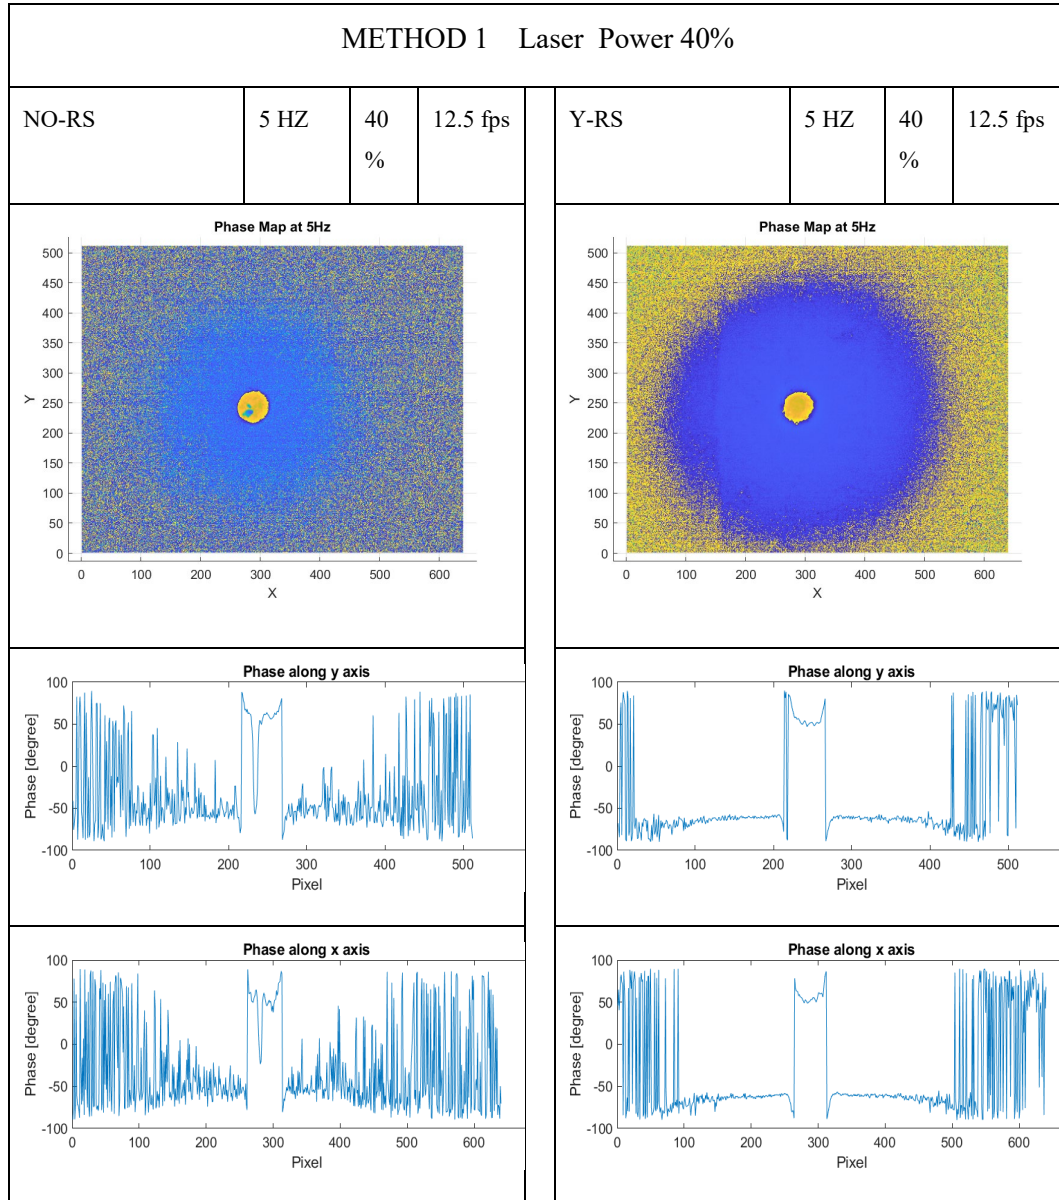 METHOD 1 Laser Power 40%
NO-RS 5 HZ 40 % 12.5 fps
Y-RS 5 HZ 40 % 12.5 fps
Phase Map at 5Hz
Y
500
450
400
350
300
250
200
150
100
50
0
0 100 200 300 400 500 600
X
Phase Map at 5Hz
Y
500
450
400
350
300
250
200
150
100
50
0
0 100 200 300 400 500 600
X
Phase along y axis
Phase [degree]
100
50
0
-50
-100
0 100 200 300 400 500
Pixel
Phase along y axis
Phase [degree]
100
50
0
-50
-100
0 100 200 300 400 500
Pixel
Phase along x axis
Phase [degree]
100
50
0
-50
-100
0 100 200 300 400 500 600
Pixel
Phase along x axis
Phase [degree]
100
50
0
-50
-100
0 100 200 300 400 500 600
Pixel